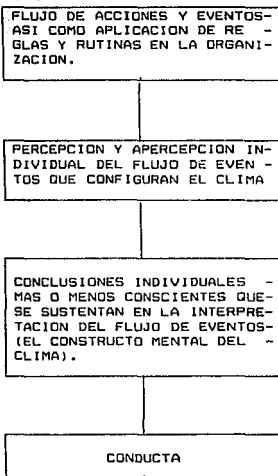 FLUJO DE ACCIONES Y EVENTOS-
ASI COMO APLICACION DE RE -
GLAS Y RUTINAS EN LA ORGANI-
ZACION.
PERCEPCION Y APERCEPCION IN-
DIVIDUAL DEL FLUJO DE EVEN -
TOS QUE CONFIGURAN EL CLIMA
CONCLUSIONES INDIVIDUALES -
MAS O MENOS CONSCIENTES QUE-
SE SUSTENTAN EN LA INTERPRE-
TACION DEL FLUJO DE EVENTOS-
(EL CONSTRUCTO MENTAL DEL -
CLIMA).
CONDUCTA